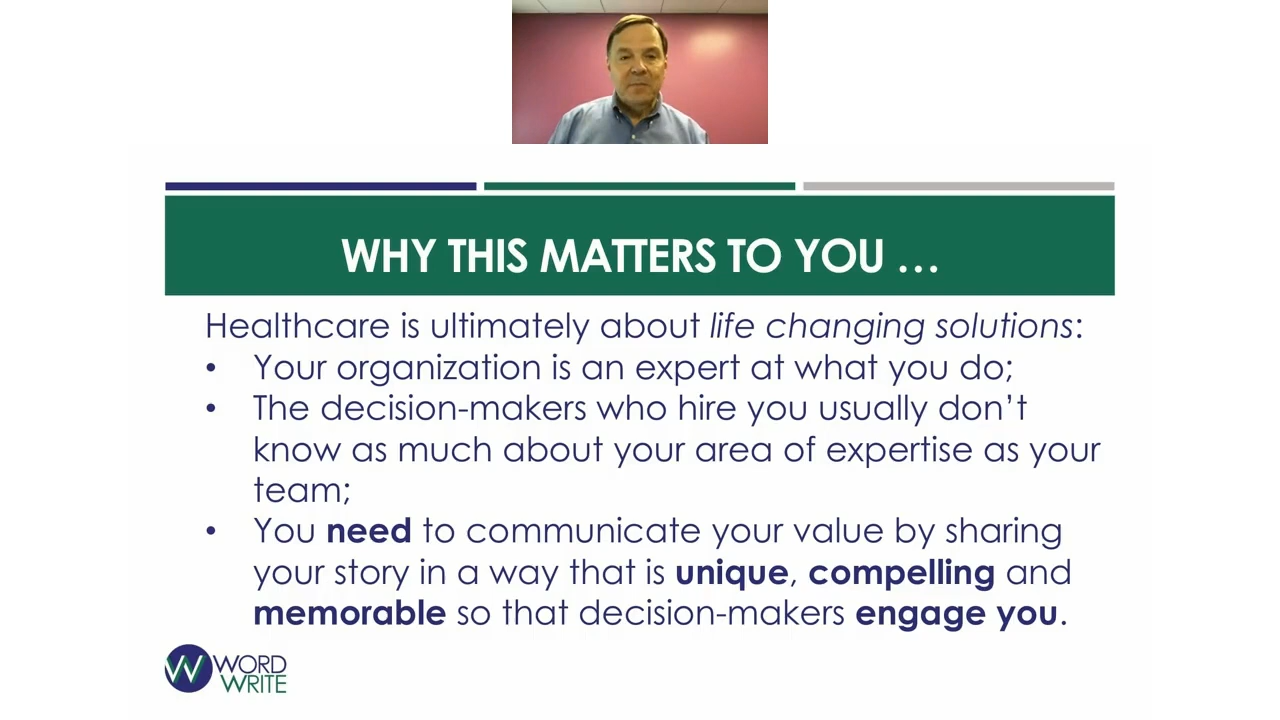 WHY THIS MATTERS TO YOU …
Healthcare is ultimately about life changing solutions:
• Your organization is an expert at what you do;
• The decision-makers who hire you usually don’t
know as much about your area of expertise as your
team;
• You need to communicate your value by sharing
your story in a way that is unique, compelling and
memorable so that decision-makers engage you.
W WORD
WRITE